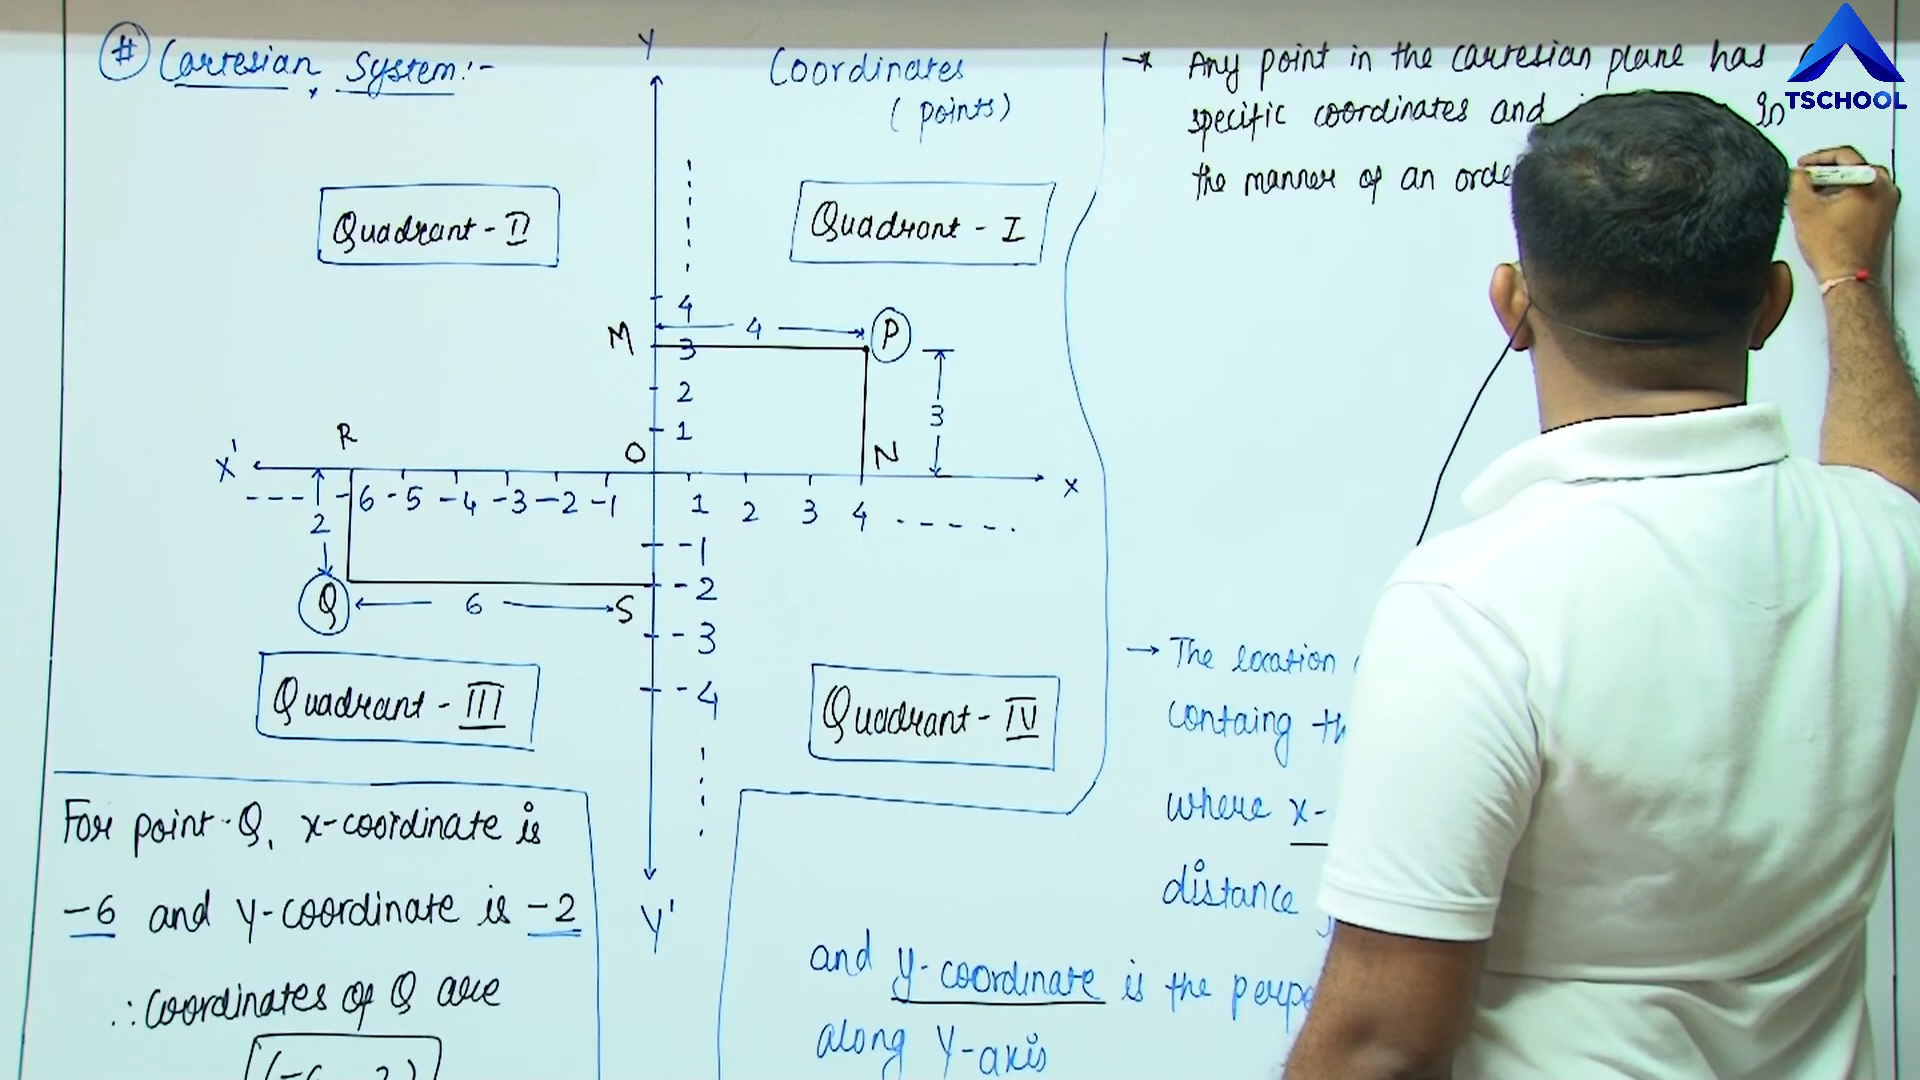 # Cartesian System:-
Coordinates
(points)
Y
Quadrant - II
Quadrant - I
4
M
3
4
P
2
3
1
R
O
N
X'
X
---- -6 -5 -4 -3 -2 -1
1 2 3 4 -----.
2
-1
-2
Q
6
S
-3
-4
Quadrant - III
Quadrant - IV
Y'
For point-Q, x-coordinate is
-6 and y-coordinate is -2
∴ Coordinates of Q are
* Any point in the cartesian plane has
specific coordinates and
In
the manner of an
→ The location
containg
where x-
distance
and y-coordinate is the
along Y-axis
TSCHOOL